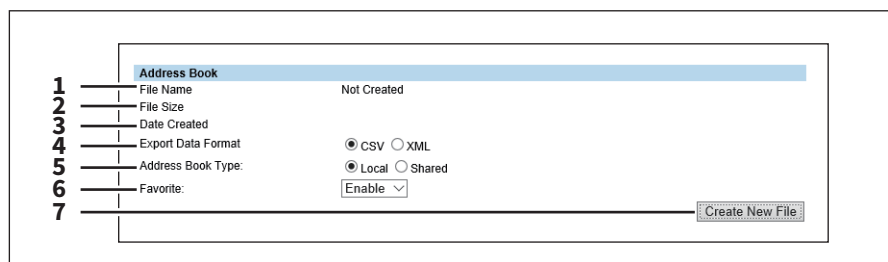 Address Book
1 File Name Not Created
2 File Size
3 Date Created
4 Export Data Format CSV XML
5 Address Book Type: Local Shared
6 Favorite: Enable
7 Create New File